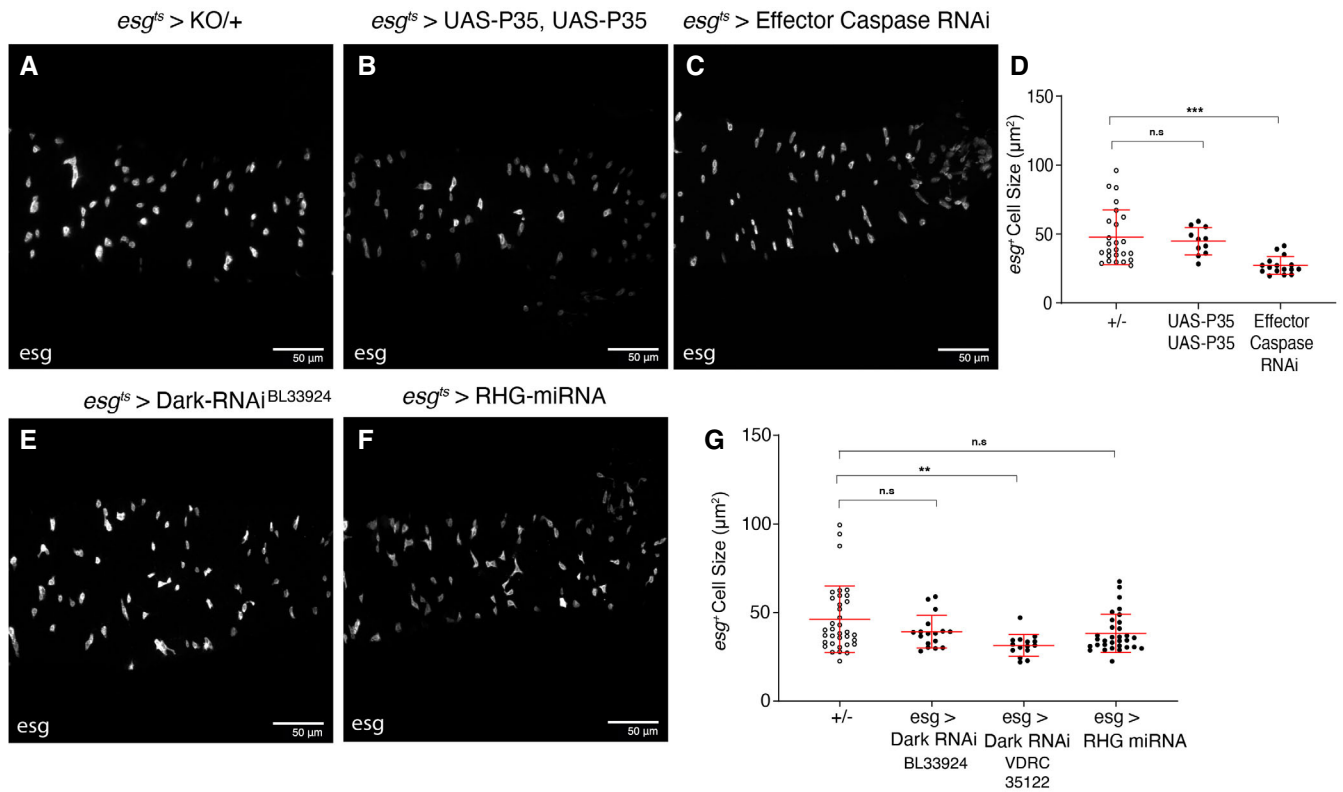 esgᵗˢ > KO/+
esgᵗˢ > UAS-P35, UAS-P35
esgᵗˢ > Effector Caspase RNAi
A
esg
50 µm
B
50 µm
C
50 µm
D
esg⁺ Cell Size (µm²)
150
100
50
0
***
n.s
+/-
UAS-P35
UAS-P35
Effector
Caspase
RNAi
esgᵗˢ > Dark-RNAiᴮᴸ³³⁹²⁴
esgᵗˢ > RHG-miRNA
E
esg
50 µm
F
esg
50 µm
G
esg⁺ Cell Size (µm²)
150
100
50
0
n.s
**
n.s
+/-
esg >
Dark RNAi
BL33924
esg >
Dark RNAi
VDRC
35122
esg >
RHG miRNA